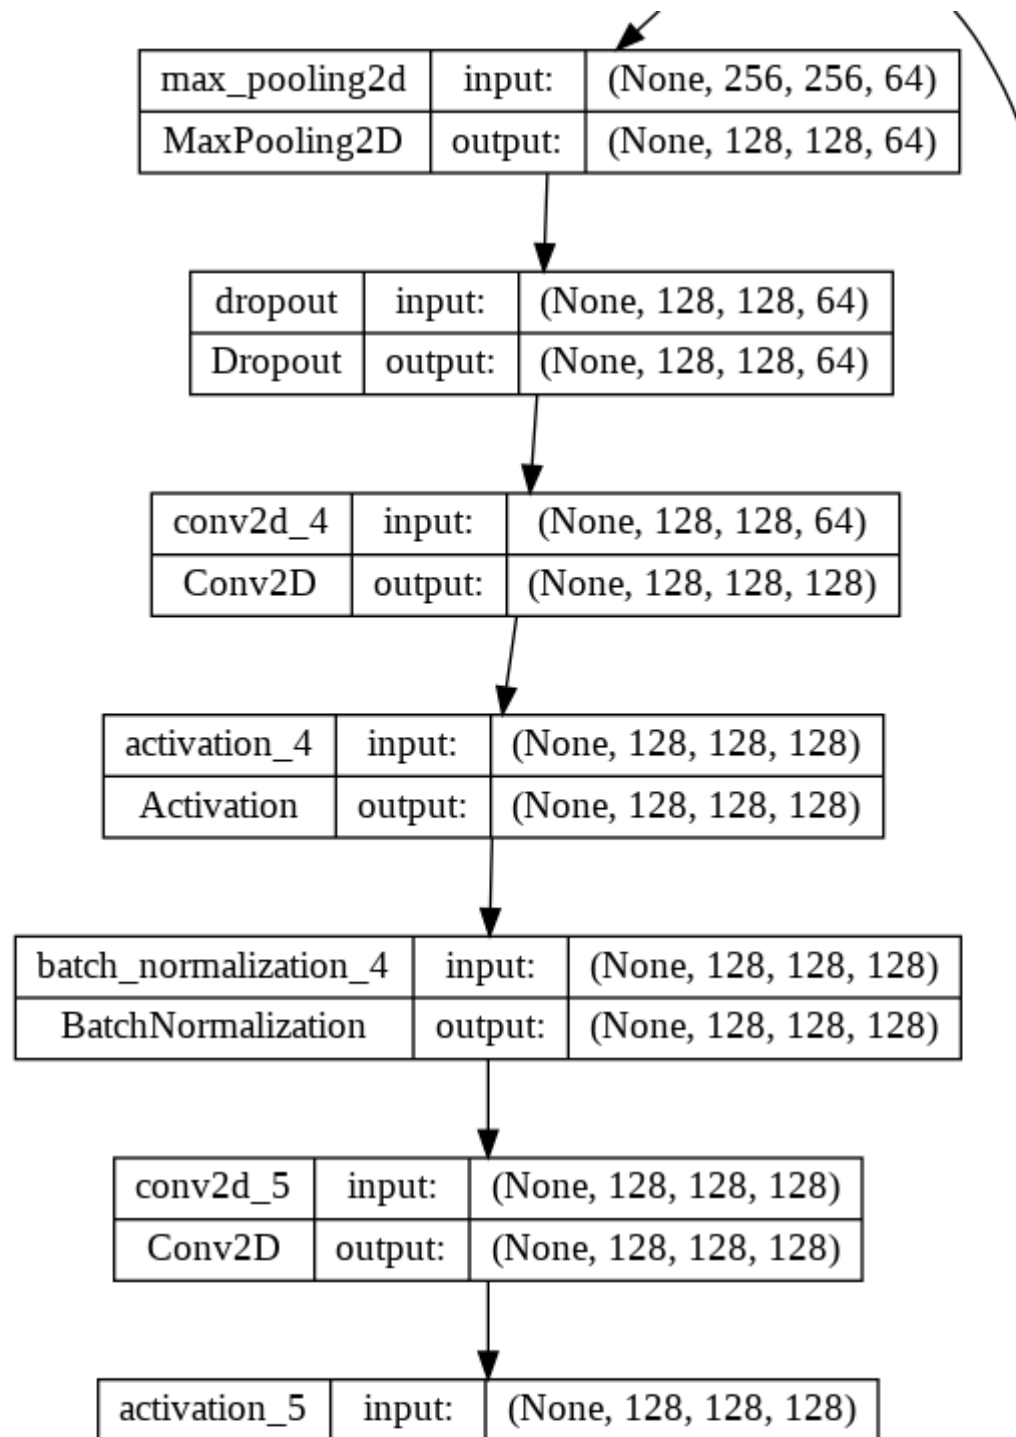 max_pooling2d input: (None, 256, 256, 64)
MaxPooling2D output: (None, 128, 128, 64)
dropout input: (None, 128, 128, 64)
Dropout output: (None, 128, 128, 64)
conv2d_4 input: (None, 128, 128, 64)
Conv2D output: (None, 128, 128, 128)
activation_4 input: (None, 128, 128, 128)
Activation output: (None, 128, 128, 128)
batch_normalization_4 input: (None, 128, 128, 128)
BatchNormalization output: (None, 128, 128, 128)
conv2d_5 input: (None, 128, 128, 128)
Conv2D output: (None, 128, 128, 128)
activation_5 input: (None, 128, 128, 128)